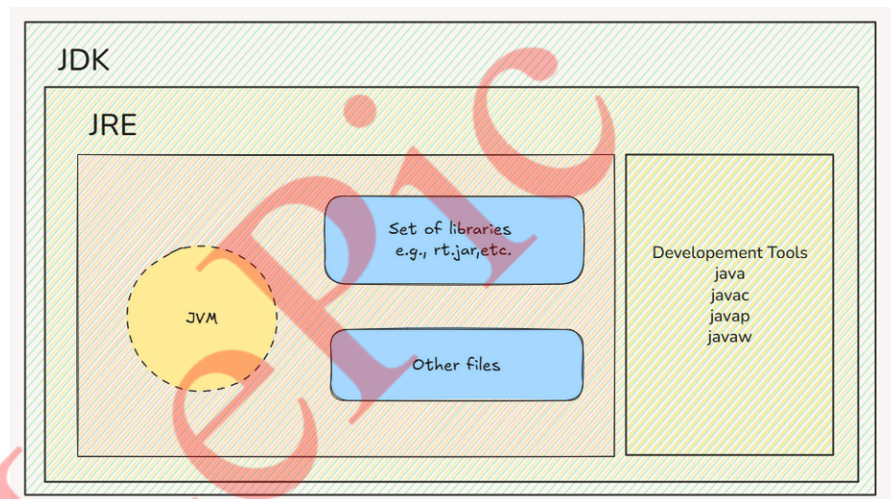 JDK
JRE
Set of libraries
e.g., rt.jar,etc.
JVM
Other files
Developement Tools
java
javac
javap
javaw
ePic